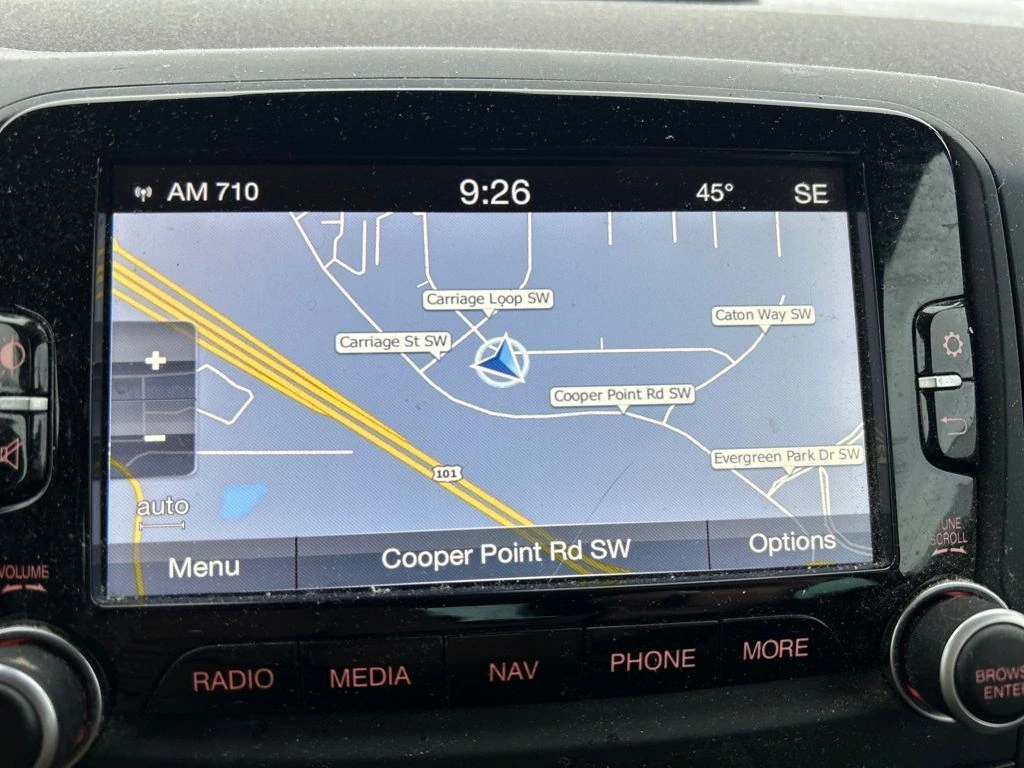 AM 710 9:26 45° SE
Carriage Loop SW
Caton Way SW
Carriage St SW
+
Cooper Point Rd SW
Evergreen Park Dr SW
101
-
auto
Menu Cooper Point Rd SW Options
TUNE
SCROLL
VOLUME
RADIO MEDIA NAV PHONE MORE
BROWS
ENTER